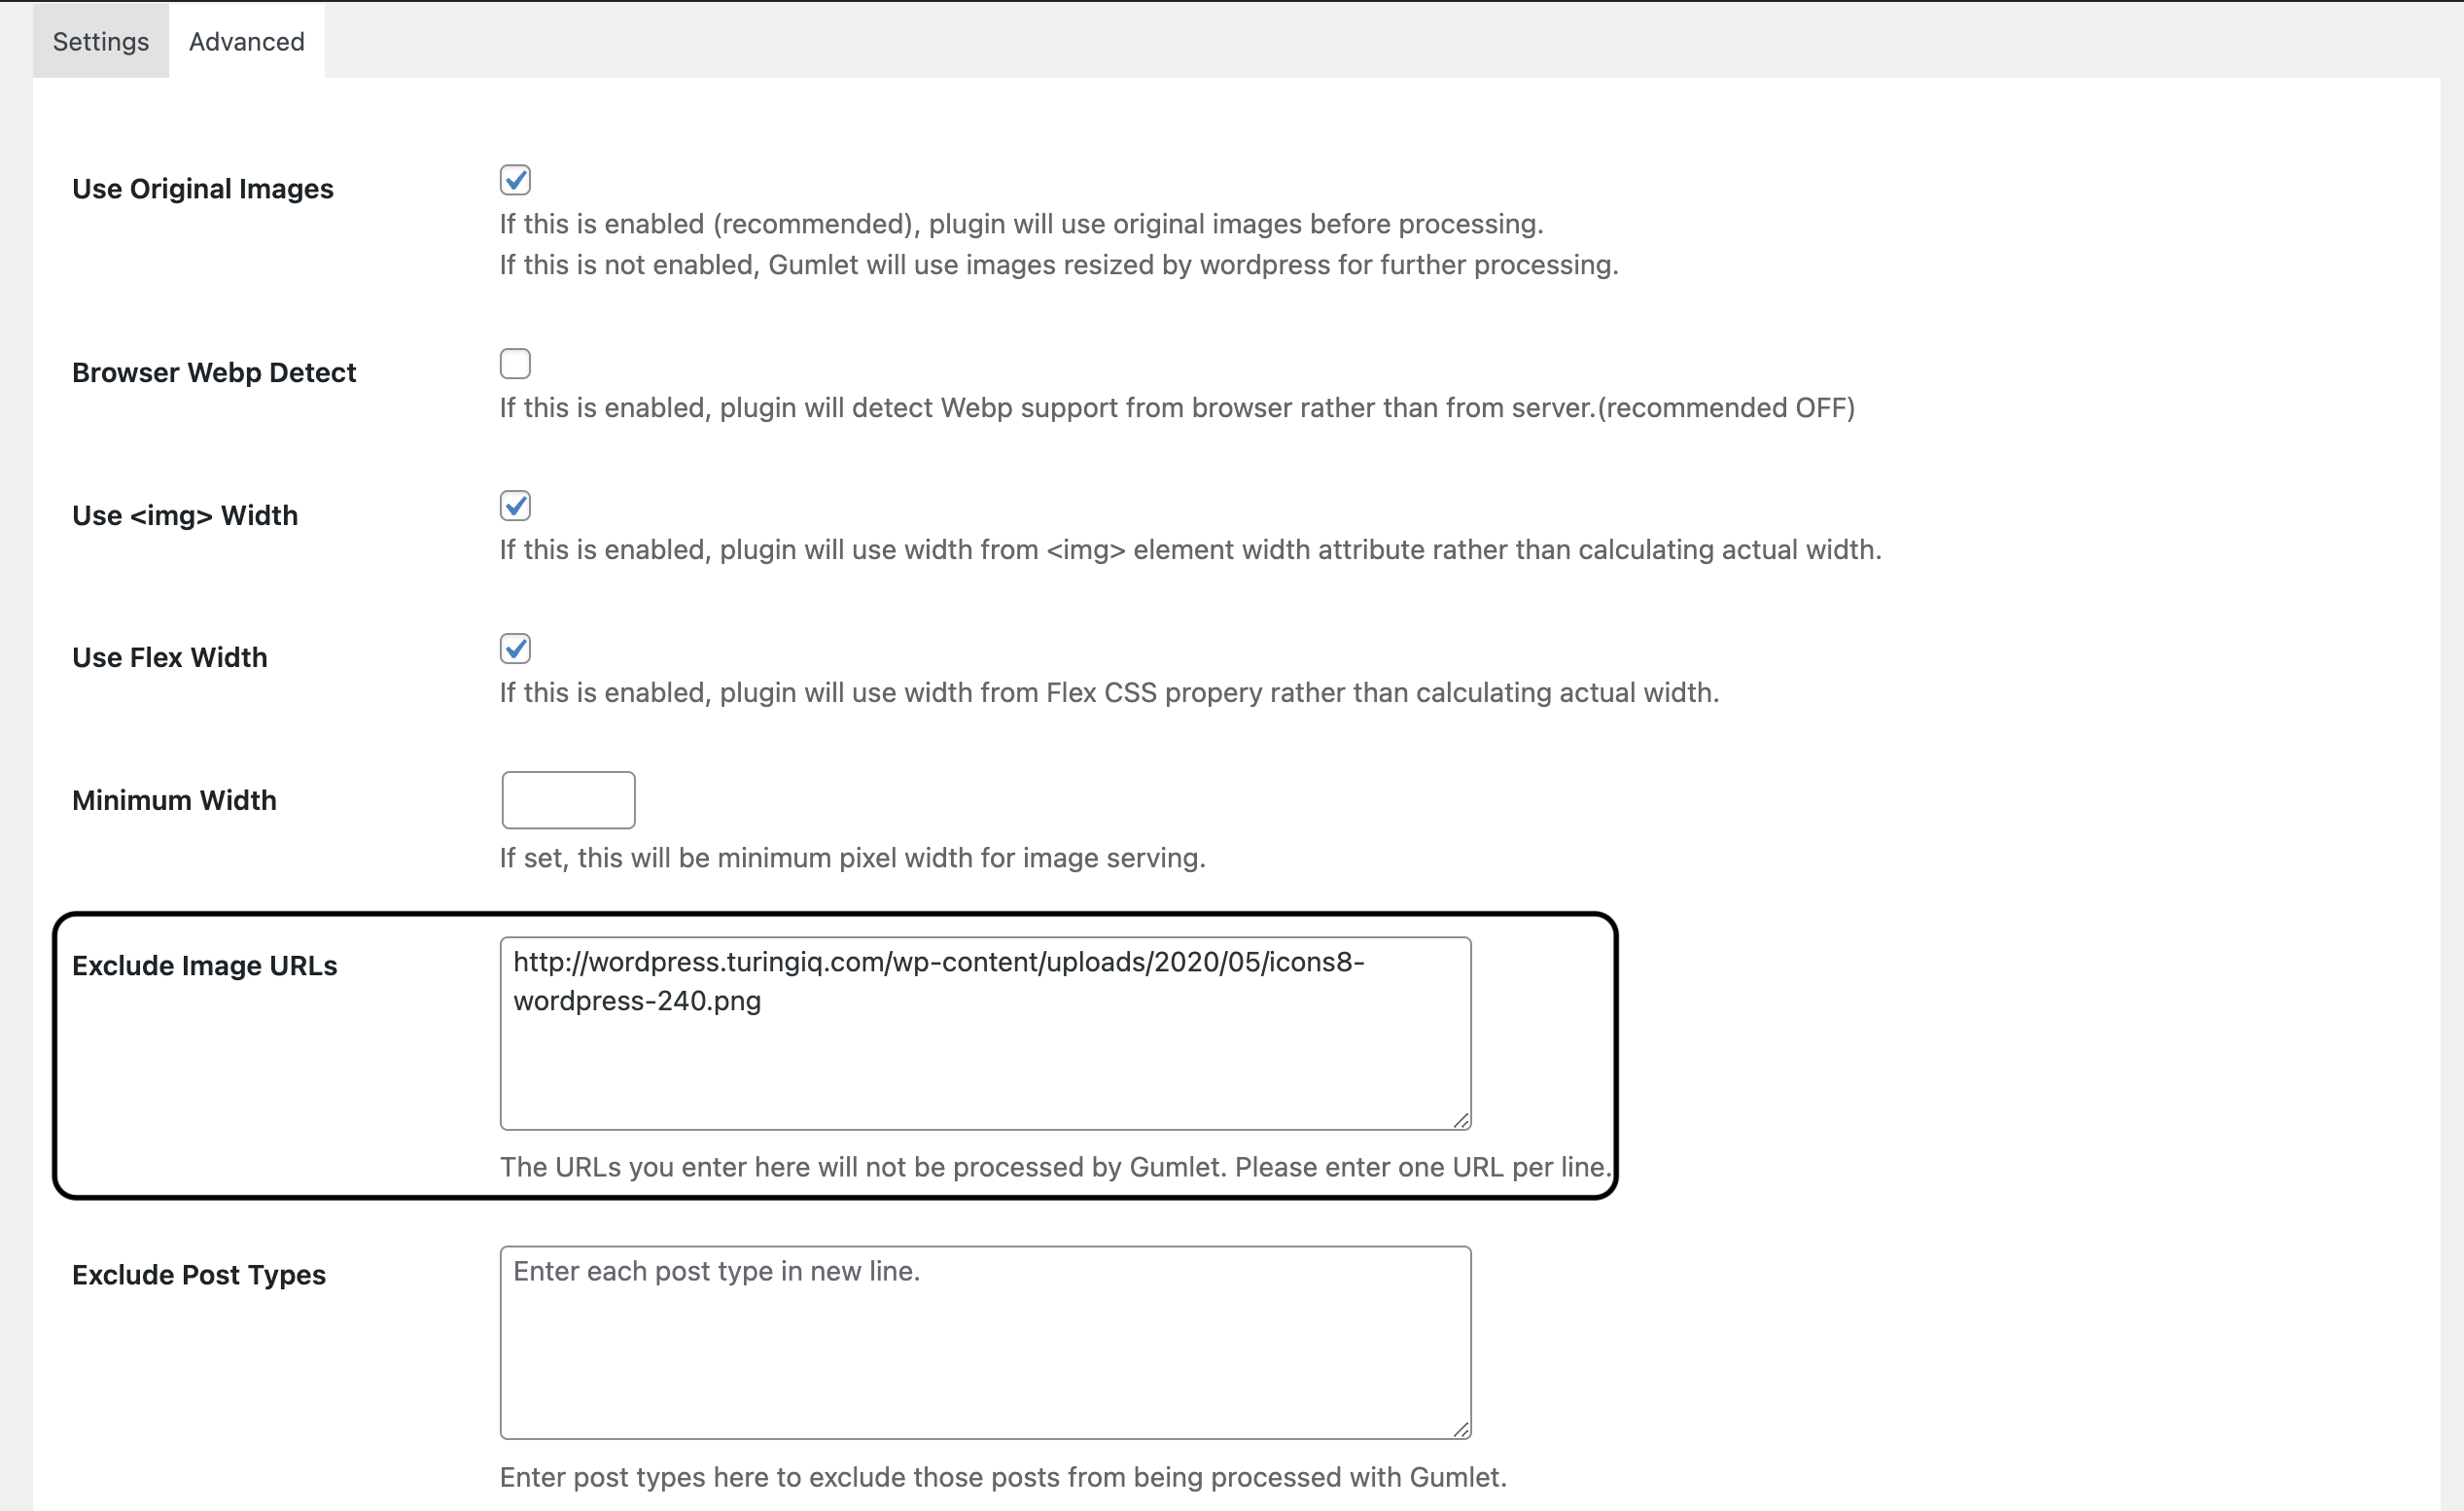 Settings
Advanced
Use Original Images
If this is enabled (recommended), plugin will use original images before processing.
If this is not enabled, Gumlet will use images resized by wordpress for further processing.
Browser Webp Detect
If this is enabled, plugin will detect Webp support from browser rather than from server.(recommended OFF)
Use <img> Width
If this is enabled, plugin will use width from <img> element width attribute rather than calculating actual width.
Use Flex Width
If this is enabled, plugin will use width from Flex CSS propery rather than calculating actual width.
Minimum Width
If set, this will be minimum pixel width for image serving.
Exclude Image URLs
http://wordpress.turingiq.com/wp-content/uploads/2020/05/icons8-
wordpress-240.png
The URLs you enter here will not be processed by Gumlet. Please enter one URL per line.
Exclude Post Types
Enter each post type in new line.
Enter post types here to exclude those posts from being processed with Gumlet.